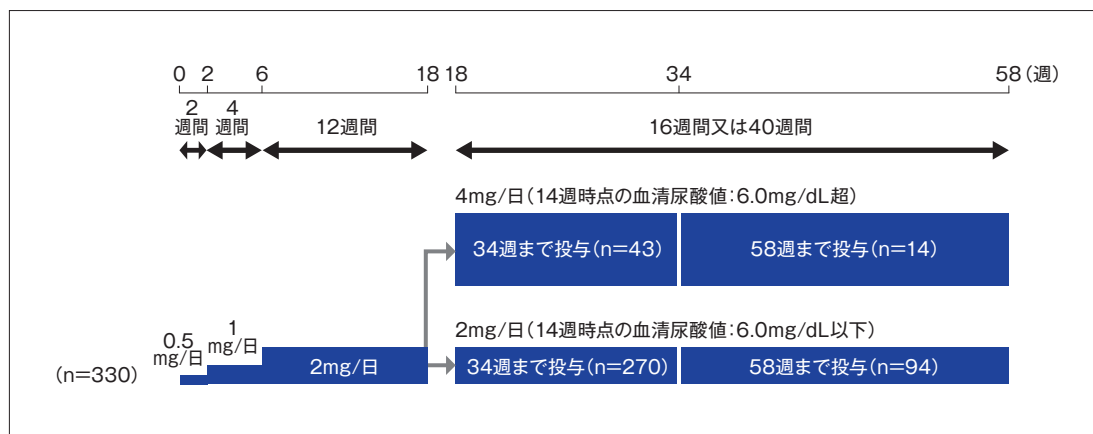 0 2 6 18 18 34 58(週)
2
週間
4
週間
12週間
16週間又は40週間
4mg/日(14週時点の血清尿酸値:6.0mg/dL超)
34週まで投与(n=43)
58週まで投与(n=14)
0.5
mg/日
1
mg/日
2mg/日(14週時点の血清尿酸値:6.0mg/dL以下)
(n=330)
2mg/日
34週まで投与(n=270)
58週まで投与(n=94)